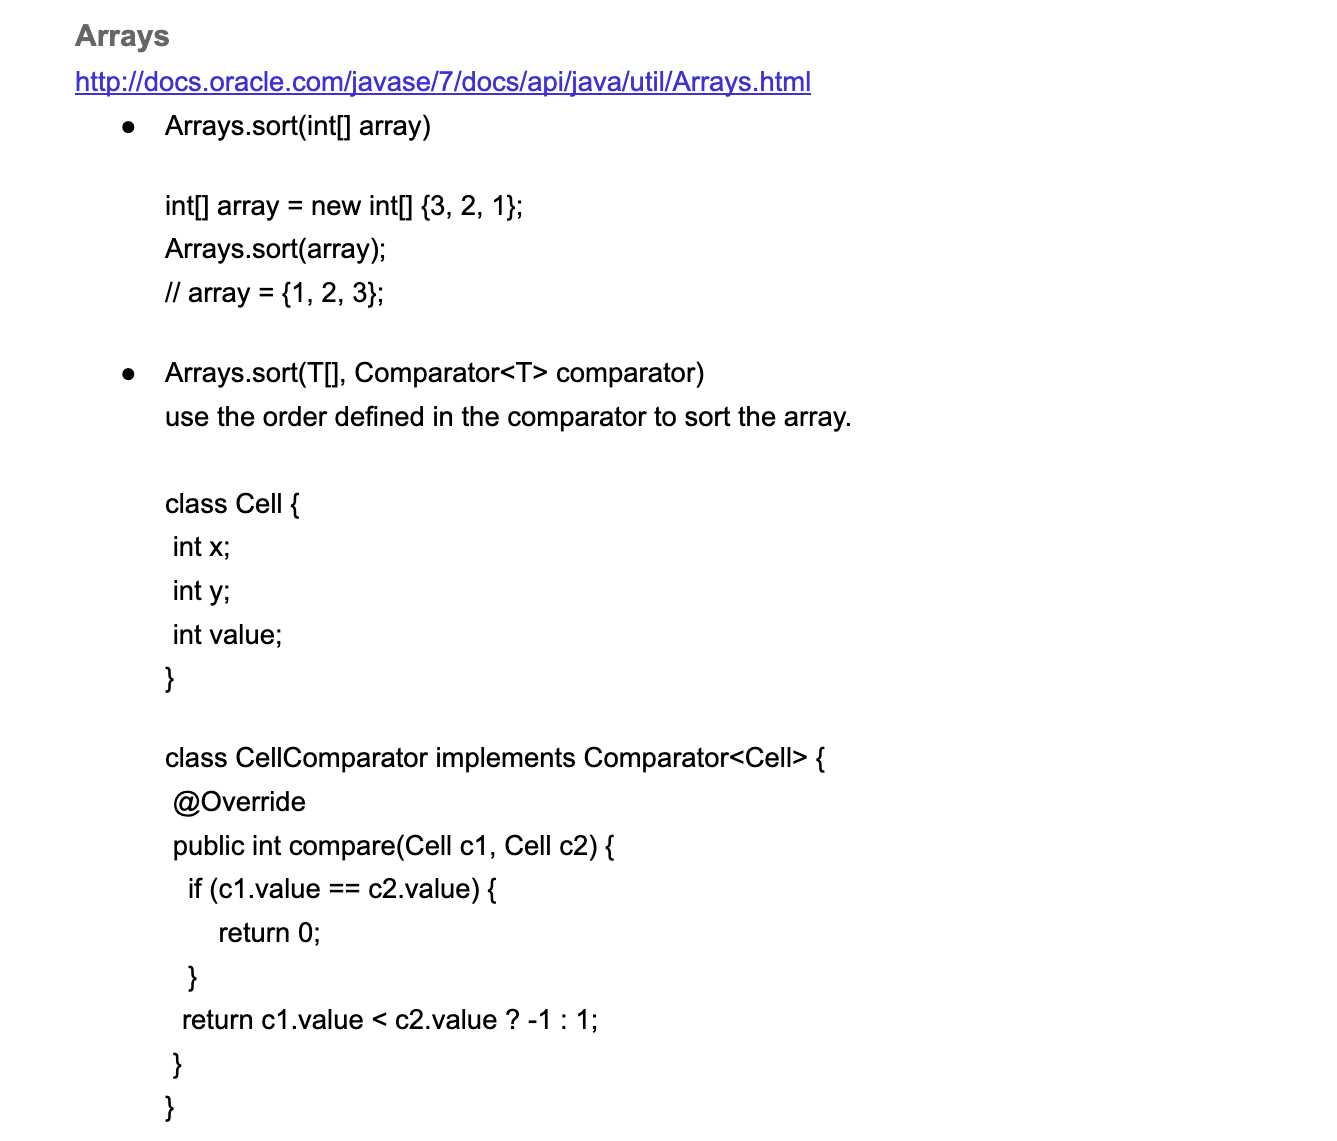 Arrays
http://docs.oracle.com/javase/7/docs/api/java/util/Arrays.html
● Arrays.sort(int[] array)
int[] array = new int[] {3, 2, 1};
Arrays.sort(array);
// array = {1, 2, 3};
● Arrays.sort(T[], Comparator<T> comparator)
use the order defined in the comparator to sort the array.
class Cell {
int x;
int y;
int value;
}
class CellComparator implements Comparator<Cell> {
@Override
public int compare(Cell c1, Cell c2) {
if (c1.value == c2.value) {
return 0;
}
return c1.value < c2.value ? -1 : 1;
}
}